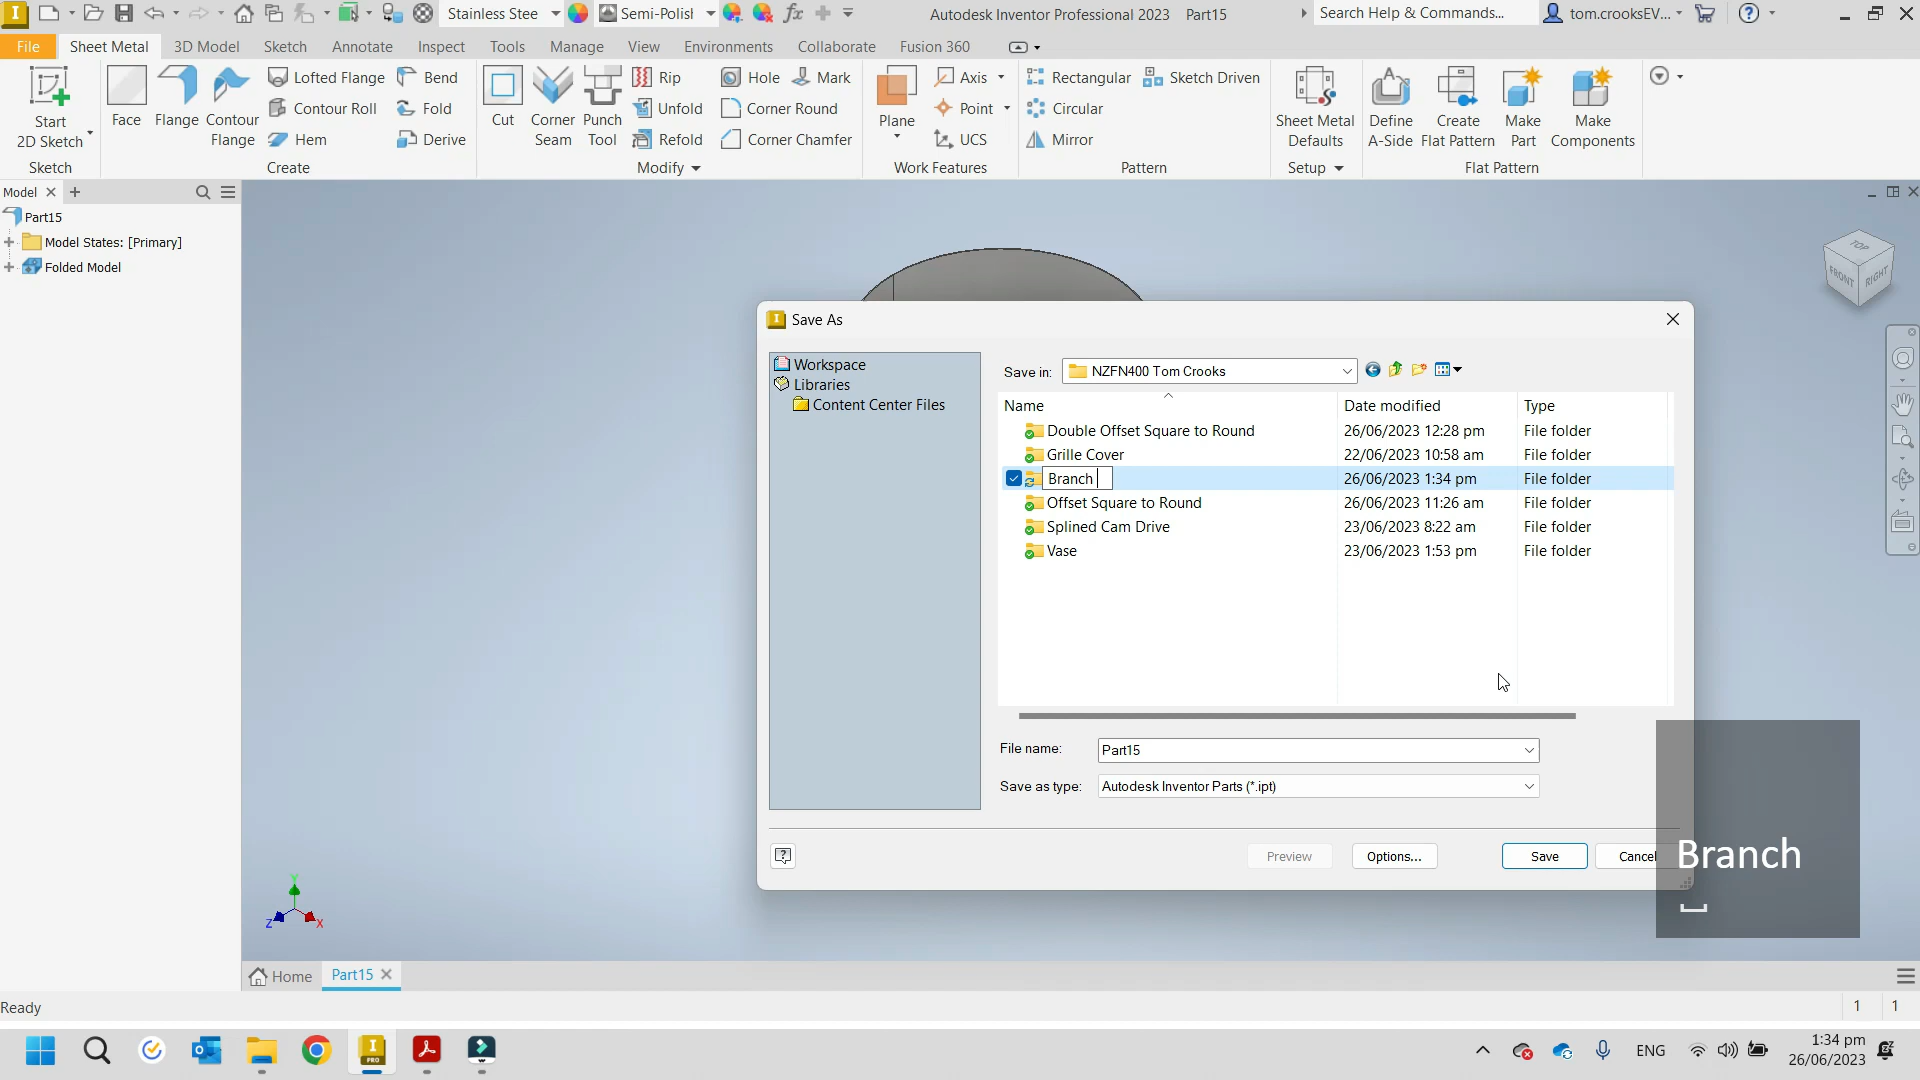 Stainless Stee
Semi-Polish
Autodesk Inventor Professional 2023 Part15
Search Help & Commands...
tom.crooksEV...
File
Sheet Metal
3D Model
Sketch
Annotate
Inspect
Tools
Manage
View
Environments
Collaborate
Fusion 360
Start
2D Sketch
Sketch
Face
Flange
Contour
Flange
Lofted Flange
Contour Roll
Hem
Bend
Fold
Derive
Create
Cut
Corner
Seam
Punch
Tool
Rip
Unfold
Refold
Hole
Mark
Corner Round
Corner Chamfer
Modify
Plane
Axis
Point
UCS
Work Features
Rectangular
Sketch Driven
Circular
Mirror
Pattern
Sheet Metal
Defaults
Setup
Define
A-Side
Create
Flat Pattern
Make
Part
Make
Components
Flat Pattern
Model
Part15
Model States: [Primary]
Folded Model
TOP
FRONT
RIGHT
Save As
Workspace
Libraries
Content Center Files
Save in:
NZFN400 Tom Crooks
Name Date modified Type
Double Offset Square to Round 26/06/2023 12:28 pm File folder
Grille Cover 22/06/2023 10:58 am File folder
Branch 26/06/2023 1:34 pm File folder
Offset Square to Round 26/06/2023 11:26 am File folder
Splined Cam Drive 23/06/2023 8:22 am File folder
Vase 23/06/2023 1:53 pm File folder
File name: Part15
Save as type: Autodesk Inventor Parts (*.ipt)
Preview
Options...
Save
Cancel
Branch
Y
Z
X
Home
Part15
Ready
1 1
PRO
ENG
1:34 pm
26/06/2023